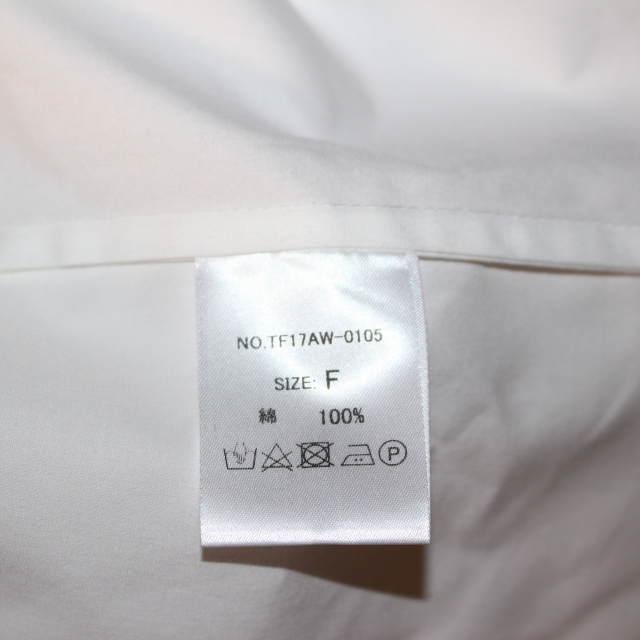 NO.TF17AW-0105
SIZE: F
綿 100%
P